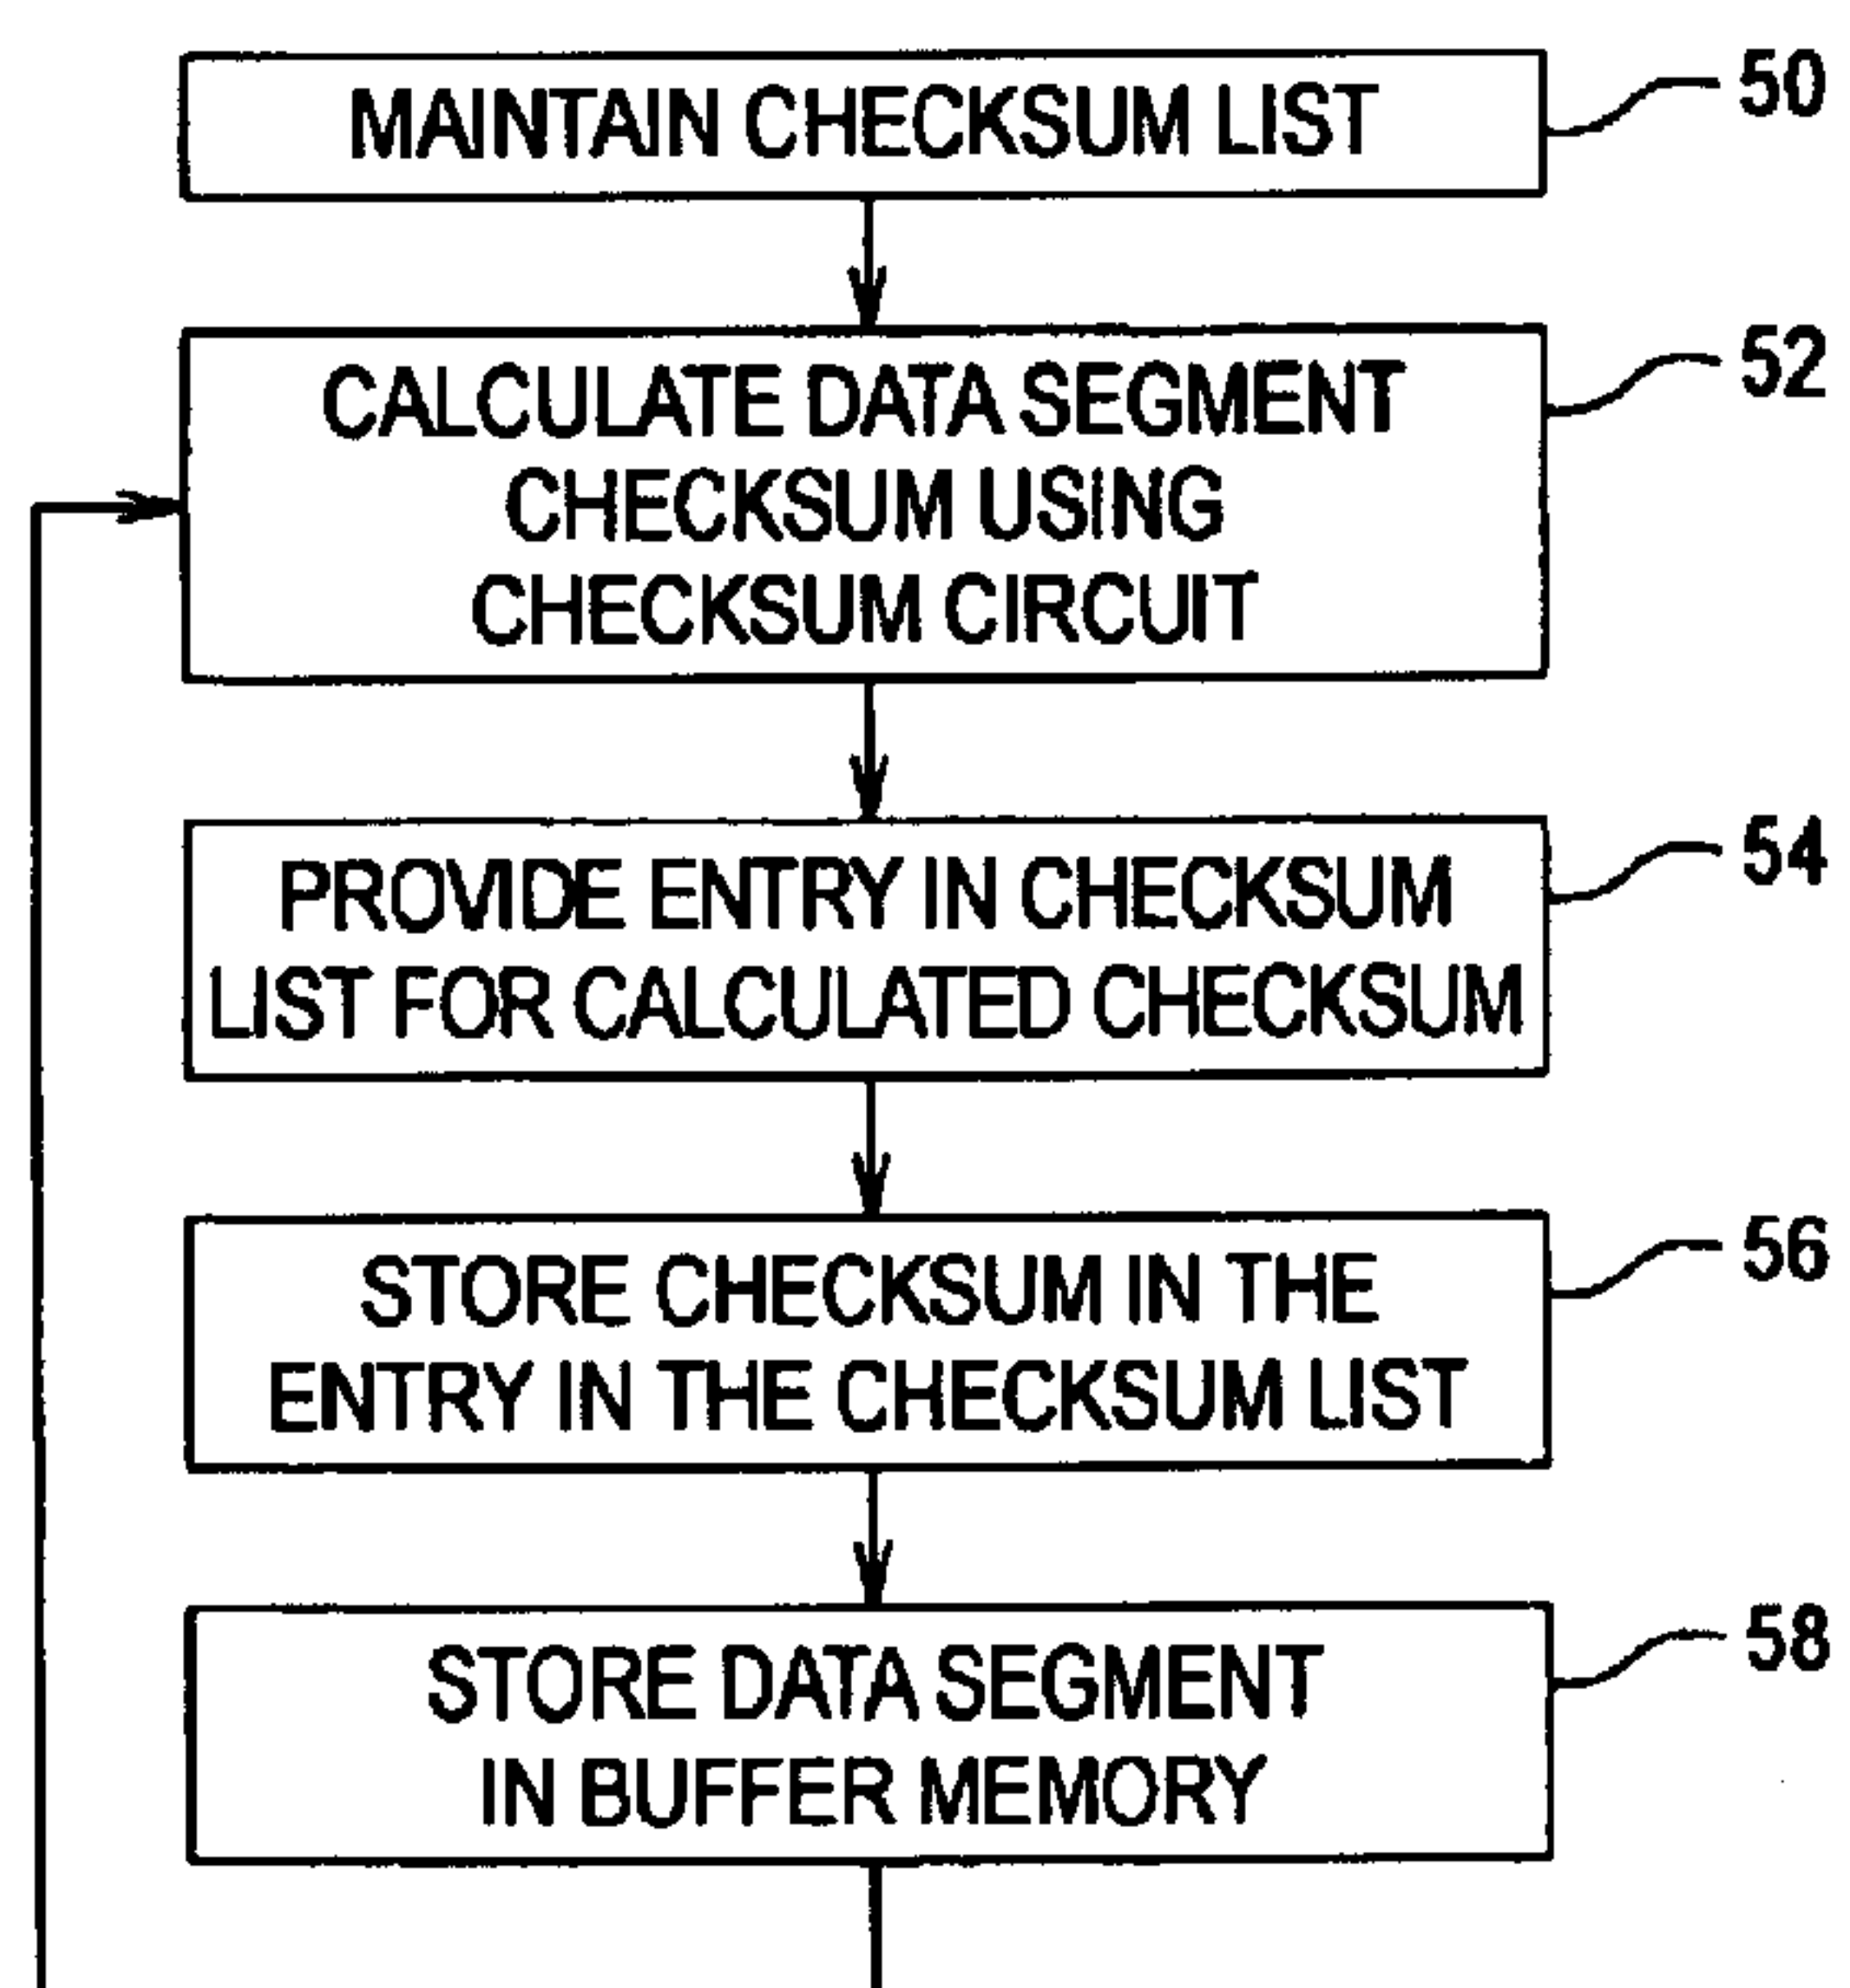 MAINTAIN CHECKSUM LIST
50
CALCULATE DATA SEGMENT
CHECKSUM USING
CHECKSUM CIRCUIT
52
PROVIDE ENTRY IN CHECKSUM
LIST FOR CALCULATED CHECKSUM
54
STORE CHECKSUM IN THE
ENTRY IN THE CHECKSUM LIST
56
STORE DATA SEGMENT
IN BUFFER MEMORY
58